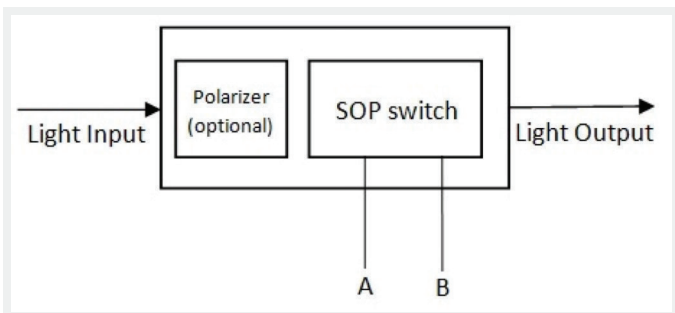 Polarizer
(optional)
SOP switch
Light Input
Light Output
A
B